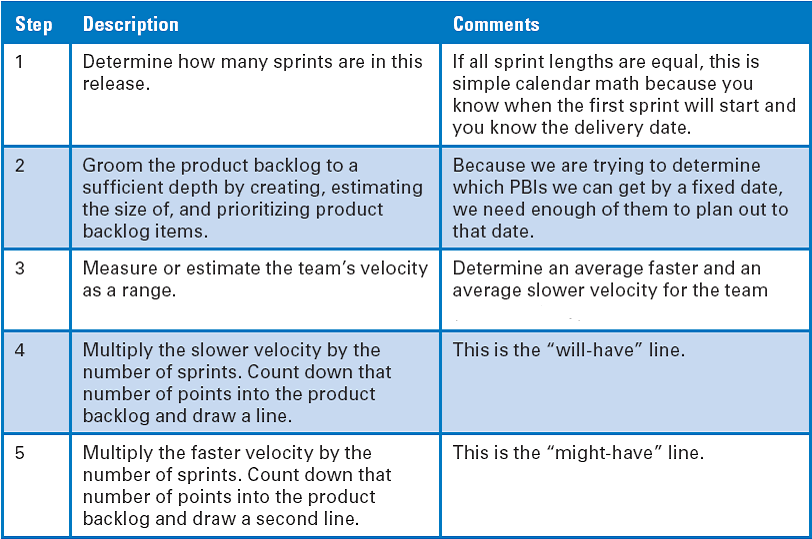 Step Description Comments
1 Determine how many sprints are in this If all sprint lengths are equal, this is
release. simple calendar math because you
know when the first sprint will start and
you know the delivery date.
2 Groom the product backlog to a Because we are trying to determine
sufficient depth by creating, estimating which PBIs we can get by a fixed date,
the size of, and prioritizing product we need enough of them to plan out to
backlog items. that date.
3 Measure or estimate the team’s velocity Determine an average faster and an
as a range. average slower velocity for the team
4 Multiply the slower velocity by the This is the “will-have” line.
number of sprints. Count down that
number of points into the product
backlog and draw a line.
5 Multiply the faster velocity by the This is the “might-have” line.
number of sprints. Count down that
number of points into the product
backlog and draw a second line.